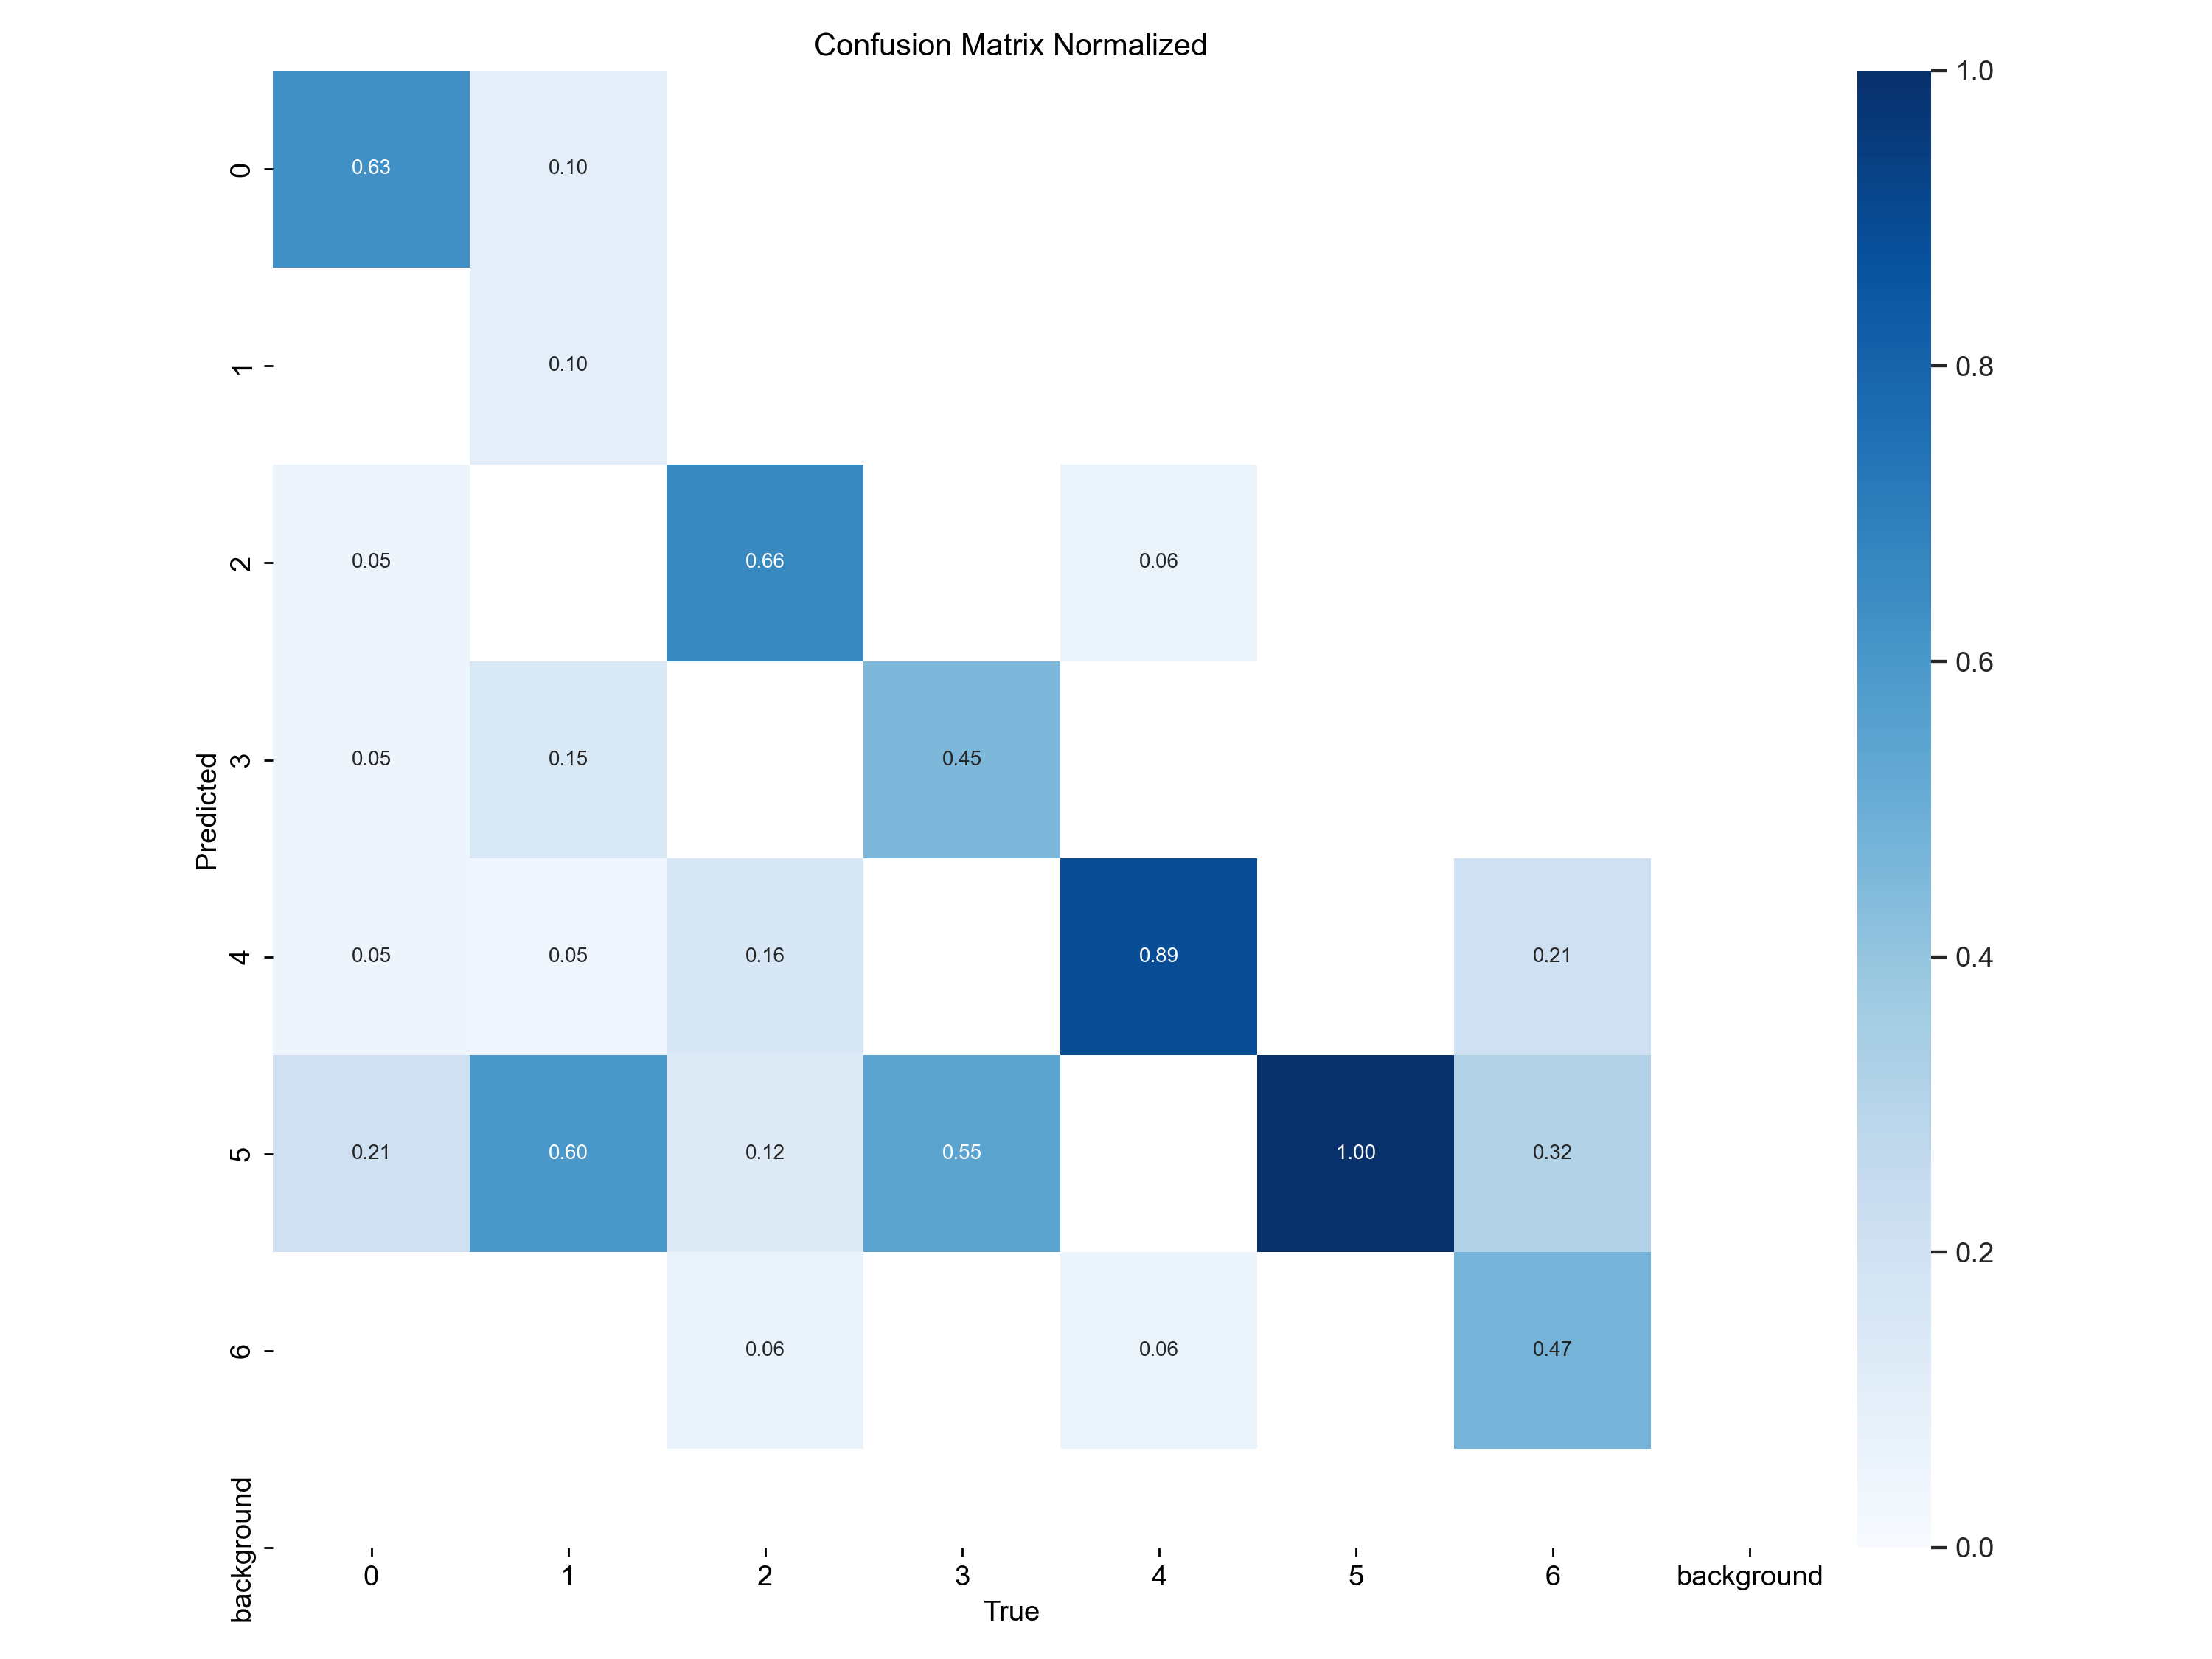 Confusion Matrix Normalized
0 0.63 0.10
1 0.10
2 0.05 0.66 0.06
3 0.05 0.15 0.45
4 0.05 0.05 0.16 0.89 0.21
5 0.21 0.60 0.12 0.55 1.00 0.32
6 0.06 0.06 0.47
background
Predicted
0 1 2 3 4 5 6 background
True
1.0
0.8
0.6
0.4
0.2
0.0